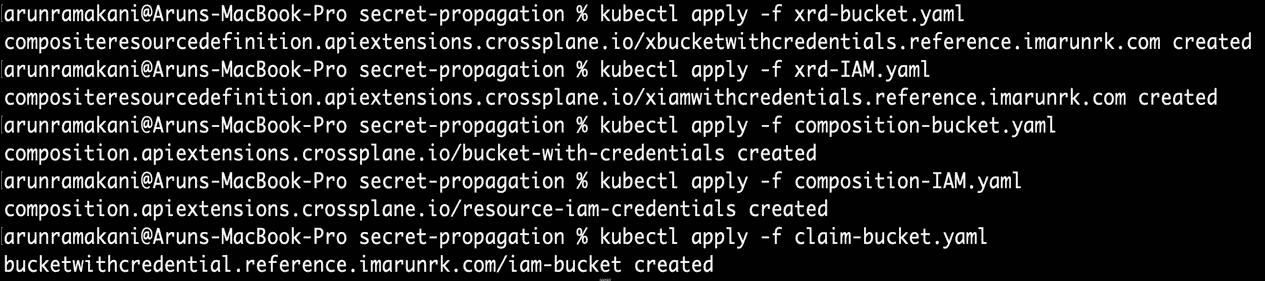 arunramakani@Aruns-MacBook-Pro secret-propagation % kubectl apply -f xrd-bucket.yaml
compositeresourcedefinition.apiextensions.crossplane.io/xbucketwithcredentials.reference.imarunrk.com created
arunramakani@Aruns-MacBook-Pro secret-propagation % kubectl apply -f xrd-IAM.yaml
compositeresourcedefinition.apiextensions.crossplane.io/xiamwithcredentials.reference.imarunrk.com created
arunramakani@Aruns-MacBook-Pro secret-propagation % kubectl apply -f composition-bucket.yaml
composition.apiextensions.crossplane.io/bucket-with-credentials created
arunramakani@Aruns-MacBook-Pro secret-propagation % kubectl apply -f composition-IAM.yaml
composition.apiextensions.crossplane.io/resource-iam-credentials created
arunramakani@Aruns-MacBook-Pro secret-propagation % kubectl apply -f claim-bucket.yaml
bucketwithcredential.reference.imarunrk.com/iam-bucket created